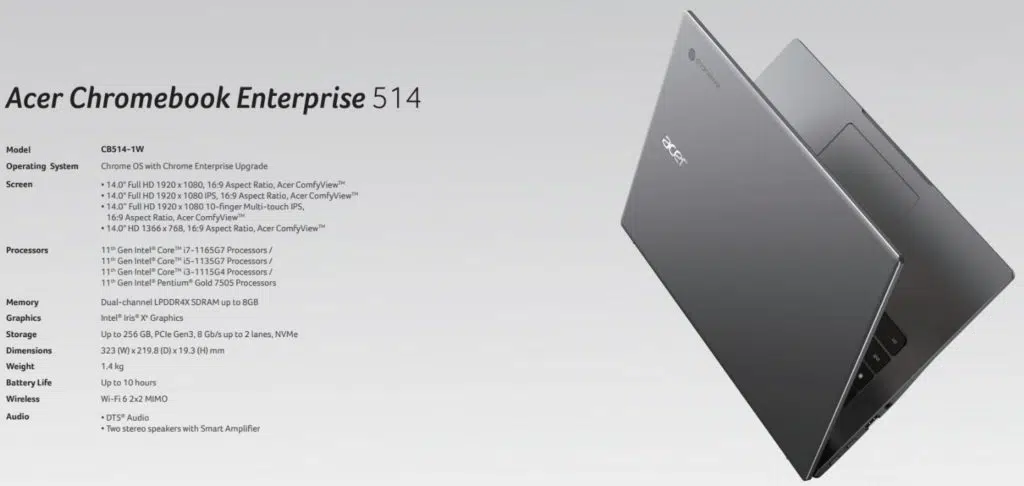 Acer Chromebook Enterprise 514
Model CB514-1W
Operating System Chrome OS with Chrome Enterprise Upgrade
Screen • 14.0" Full HD 1920 x 1080, 16:9 Aspect Ratio, Acer ComfyView™
• 14.0" Full HD 1920 x 1080 IPS, 16:9 Aspect Ratio, Acer ComfyView™
• 14.0" Full HD 1920 x 1080 10-finger Multi-touch IPS,
16:9 Aspect Ratio, Acer ComfyView™
• 14.0" HD 1366 x 768, 16:9 Aspect Ratio, Acer ComfyView™
Processors 11th Gen Intel® Core™ i7-1165G7 Processors /
11th Gen Intel® Core™ i5-1135G7 Processors /
11th Gen Intel® Core™ i3-1115G4 Processors /
11th Gen Intel® Pentium® Gold 7505 Processors
Memory Dual-channel LPDDR4X SDRAM up to 8GB
Graphics Intel® Iris® Xe Graphics
Storage Up to 256 GB, PCIe Gen3, 8 Gb/s up to 2 lanes, NVMe
Dimensions 323 (W) x 219.8 (D) x 19.3 (H) mm
Weight 1.4 kg
Battery Life Up to 10 hours
Wireless Wi-Fi 6 2x2 MIMO
Audio • DTS® Audio
• Two stereo speakers with Smart Amplifier
chromebook
acer